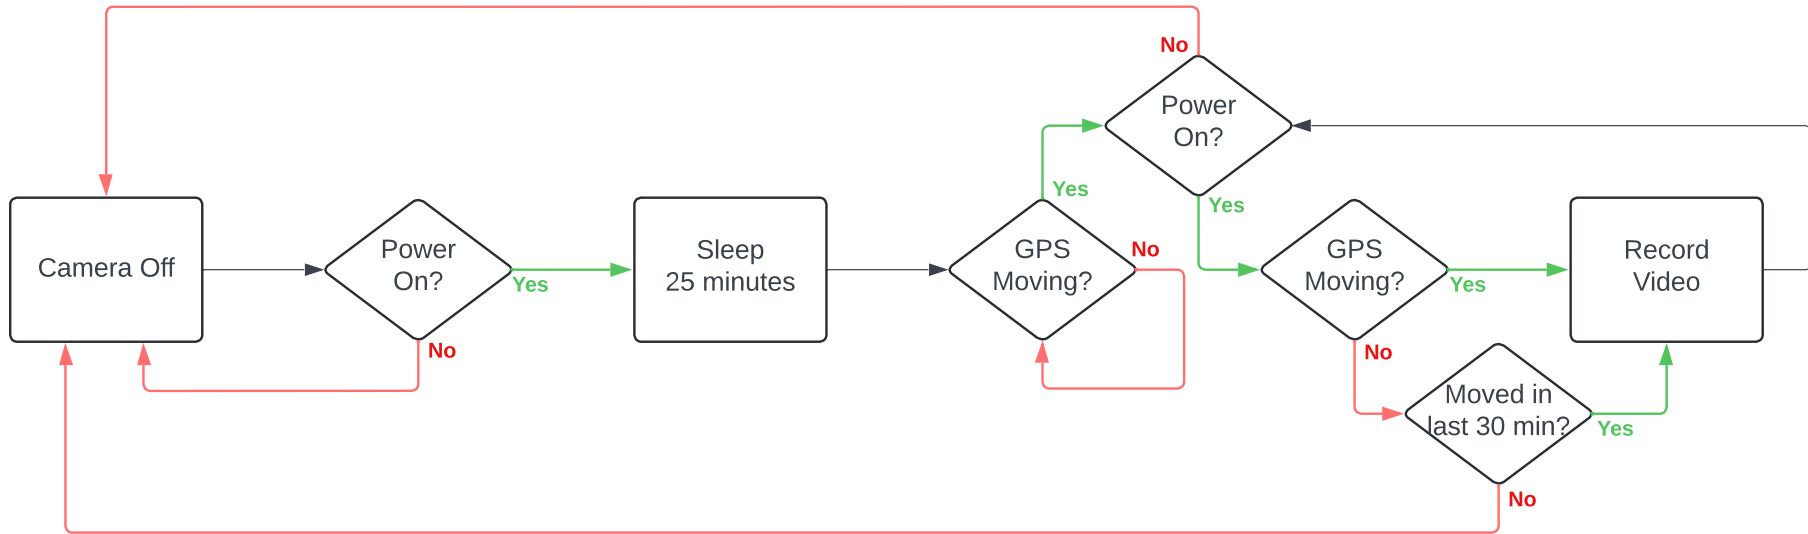 No
Power
On?
Yes
Yes
Camera Off
Power
On?
Yes
No
Sleep
25 minutes
GPS
Moving?
No
GPS
Moving?
Yes
No
Record
Video
Moved in
last 30 min?
Yes
No